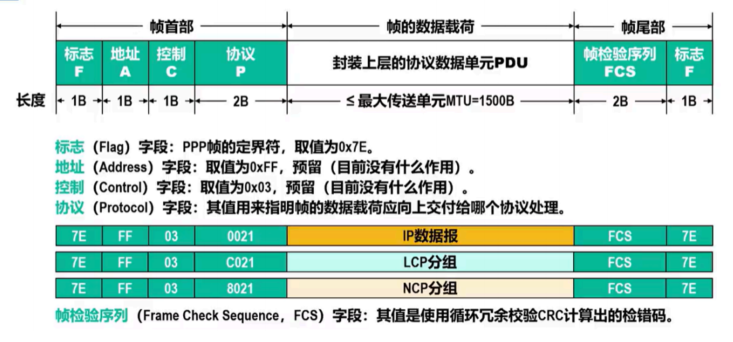 帧首部 帧的数据载荷 帧尾部
标志 F 地址 A 控制 C 协议 P 封装上层的协议数据单元PDU 帧检验序列 FCS 标志 F
长度 1B 1B 1B 2B ≤最大传送单元MTU=1500B 2B 1B
标志（Flag）字段：PPP帧的定界符，取值为0x7E。
地址（Address）字段：取值为0xFF，预留（目前没有什么作用）。
控制（Control）字段：取值为0x03，预留（目前没有什么作用）。
协议（Protocol）字段：其值用来指明帧的数据载荷应向上交付给哪个协议处理。
7E FF 03 0021 IP数据报 FCS 7E
7E FF 03 C021 LCP分组 FCS 7E
7E FF 03 8021 NCP分组 FCS 7E
帧检验序列（Frame Check Sequence，FCS）字段：其值是使用循环冗余校验CRC计算出的检错码。